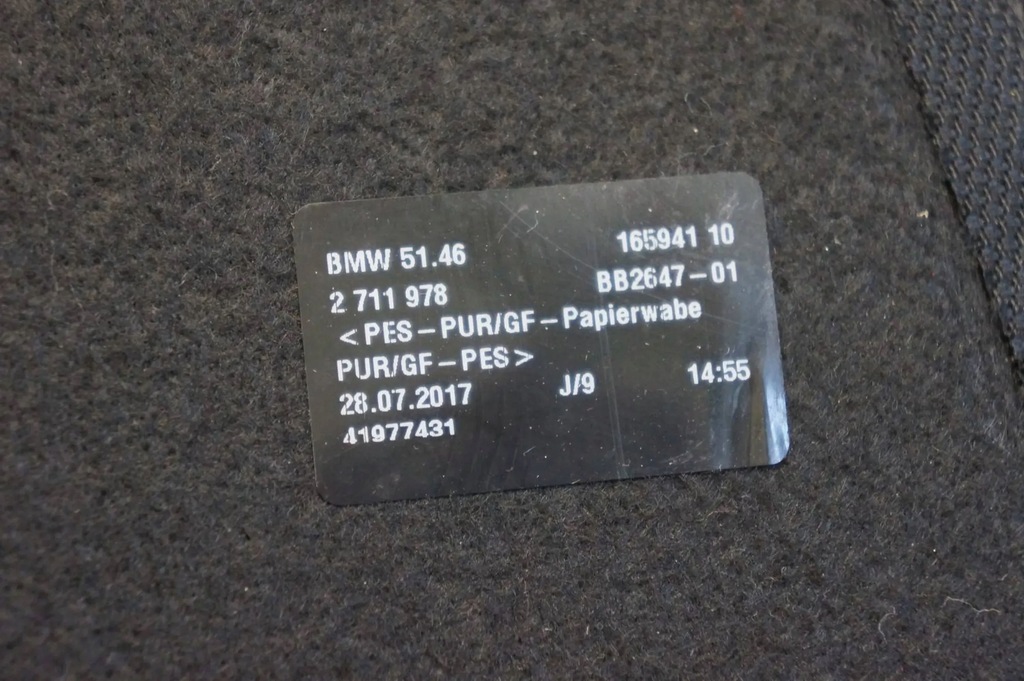 BMW 51.46 165941 10
2 711 978 BB2647-01
<PES-PUR/GF-Papierwabe
PUR/GF-PES>
28.07.2017 J/9 14:55
41977431